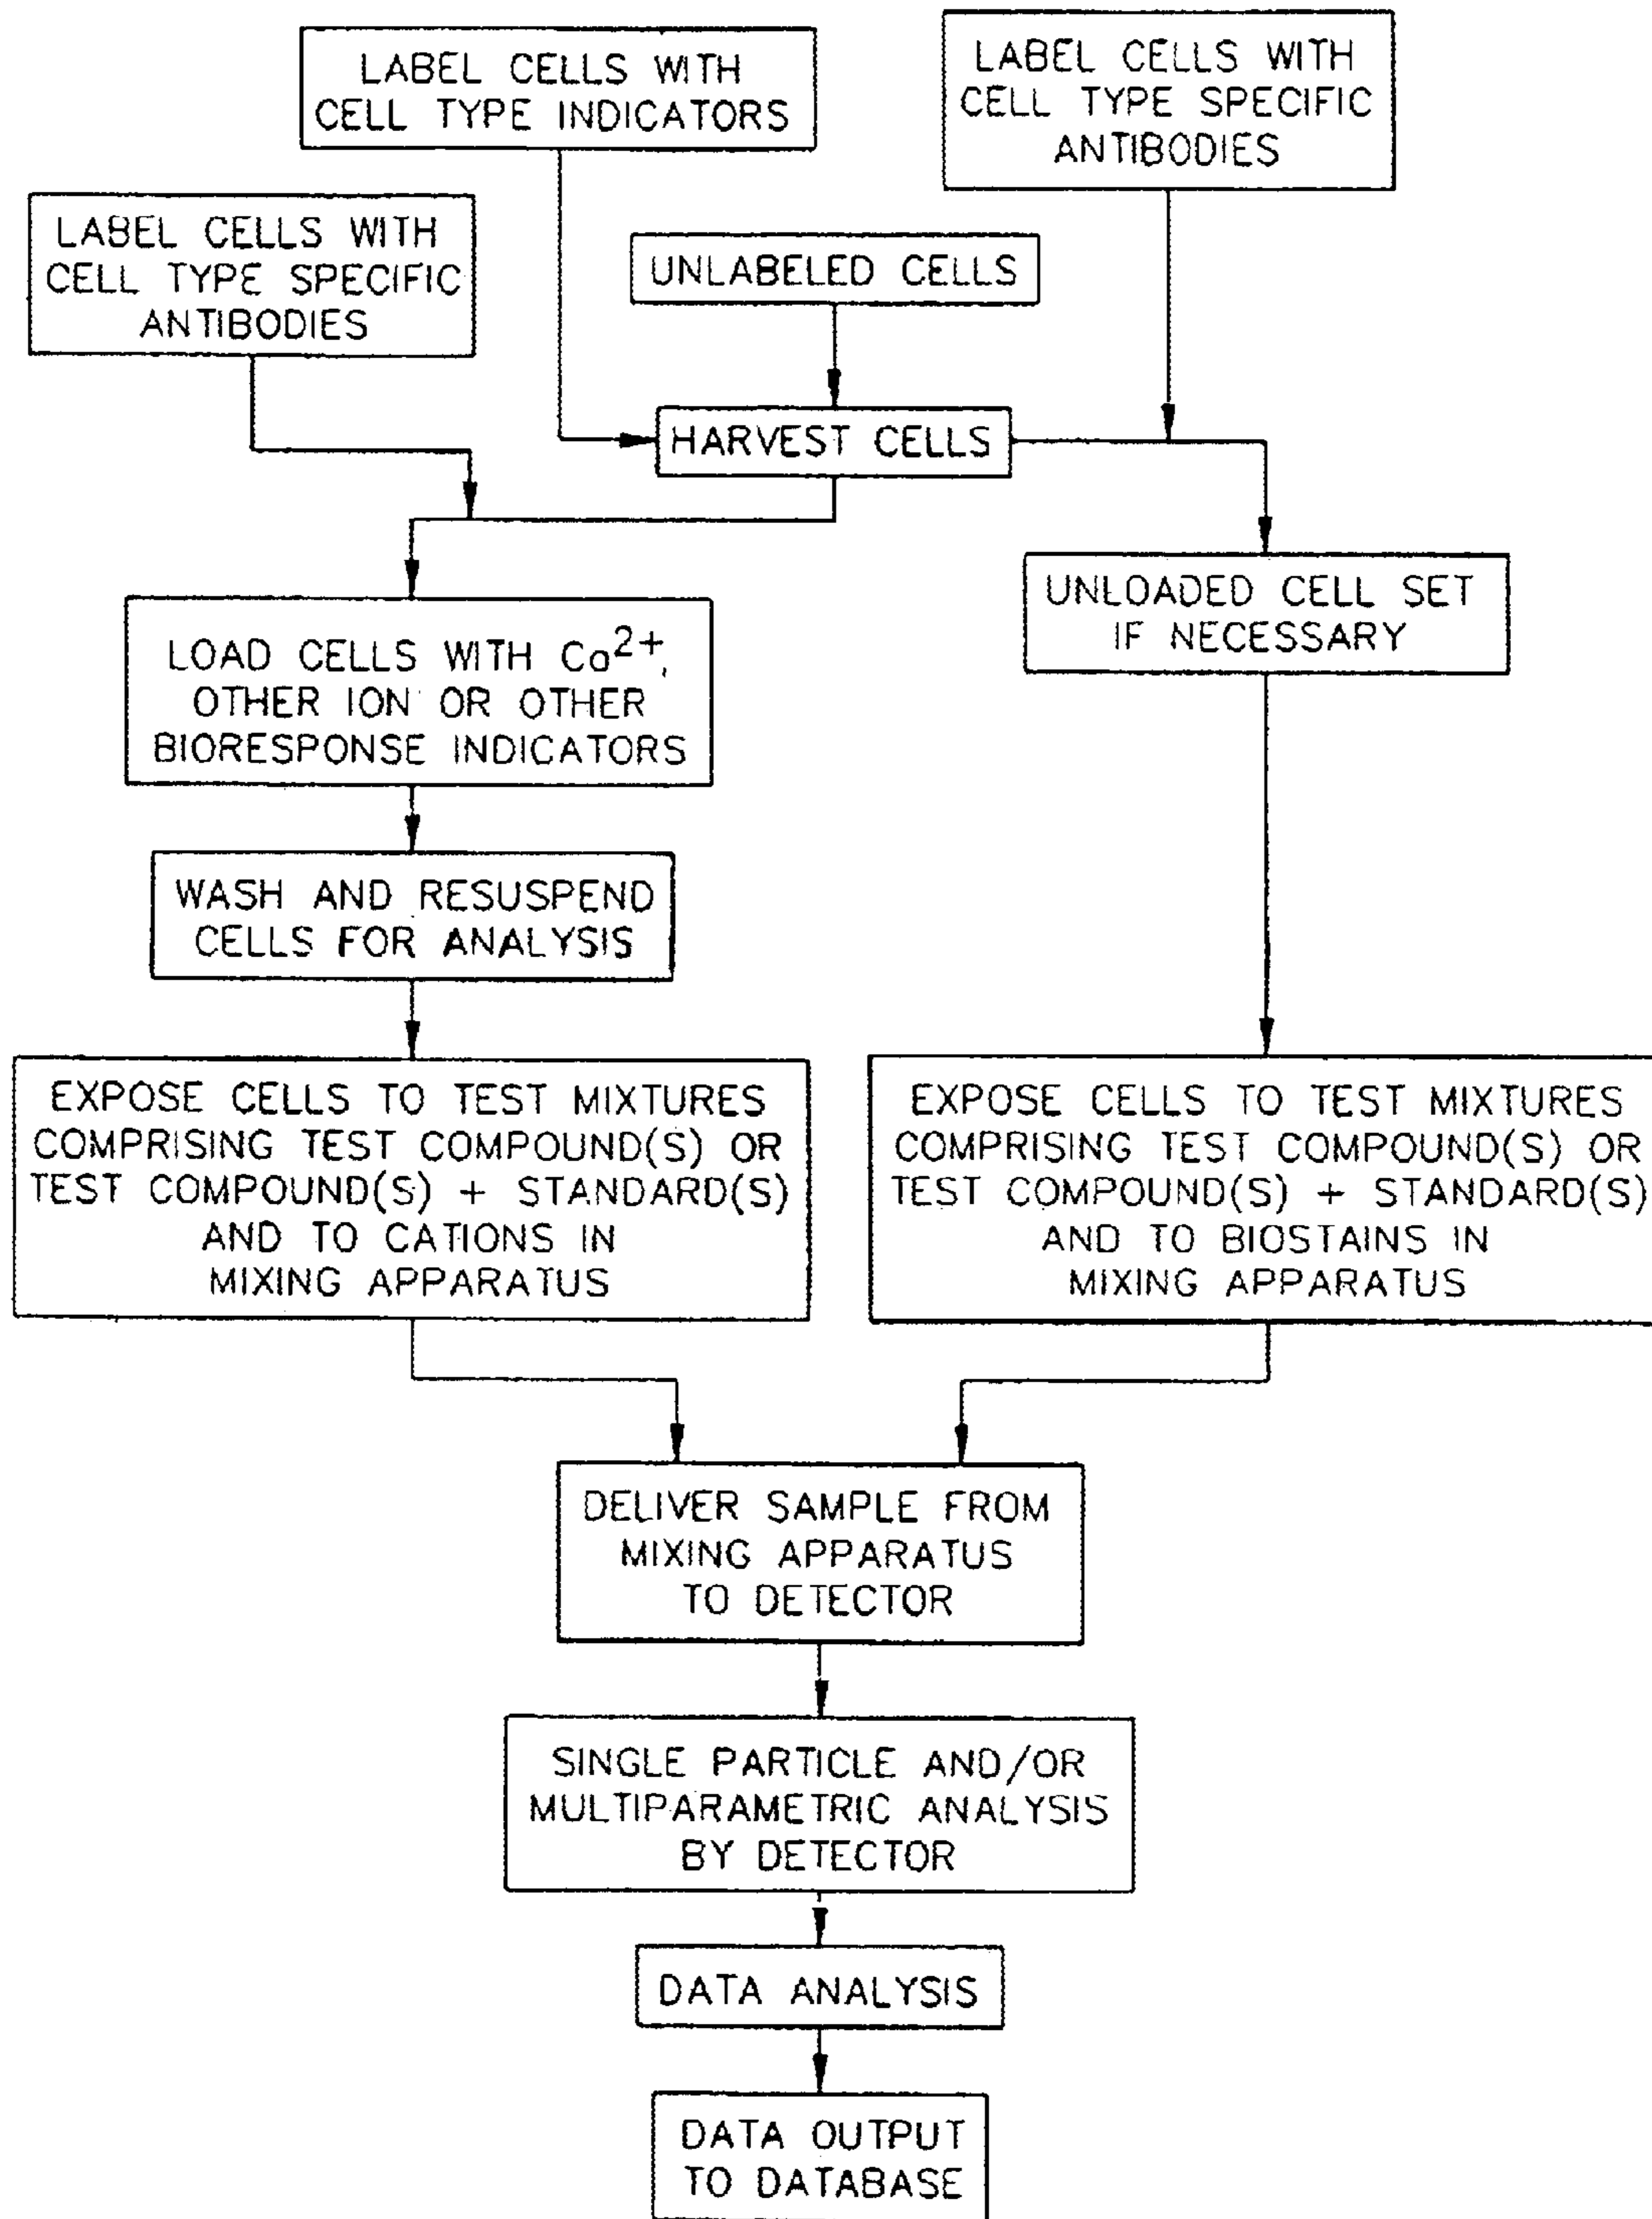 LABEL CELLS WITH
CELL TYPE INDICATORS
LABEL CELLS WITH
CELL TYPE SPECIFIC
ANTIBODIES
LABEL CELLS WITH
CELL TYPE SPECIFIC
ANTIBODIES
UNLABELED CELLS
HARVEST CELLS
UNLOADED CELL SET
IF NECESSARY
LOAD CELLS WITH Ca²⁺,
OTHER ION OR OTHER
BIORESPONSE INDICATORS
WASH AND RESUSPEND
CELLS FOR ANALYSIS
EXPOSE CELLS TO TEST MIXTURES
COMPRISING TEST COMPOUND(S) OR
TEST COMPOUND(S) + STANDARD(S)
AND TO CATIONS IN
MIXING APPARATUS
EXPOSE CELLS TO TEST MIXTURES
COMPRISING TEST COMPOUND(S) OR
TEST COMPOUND(S) + STANDARD(S)
AND TO BIOSTAINS IN
MIXING APPARATUS
DELIVER SAMPLE FROM
MIXING APPARATUS
TO DETECTOR
SINGLE PARTICLE AND/OR
MULTIPARAMETRIC ANALYSIS
BY DETECTOR
DATA ANALYSIS
DATA OUTPUT
TO DATABASE